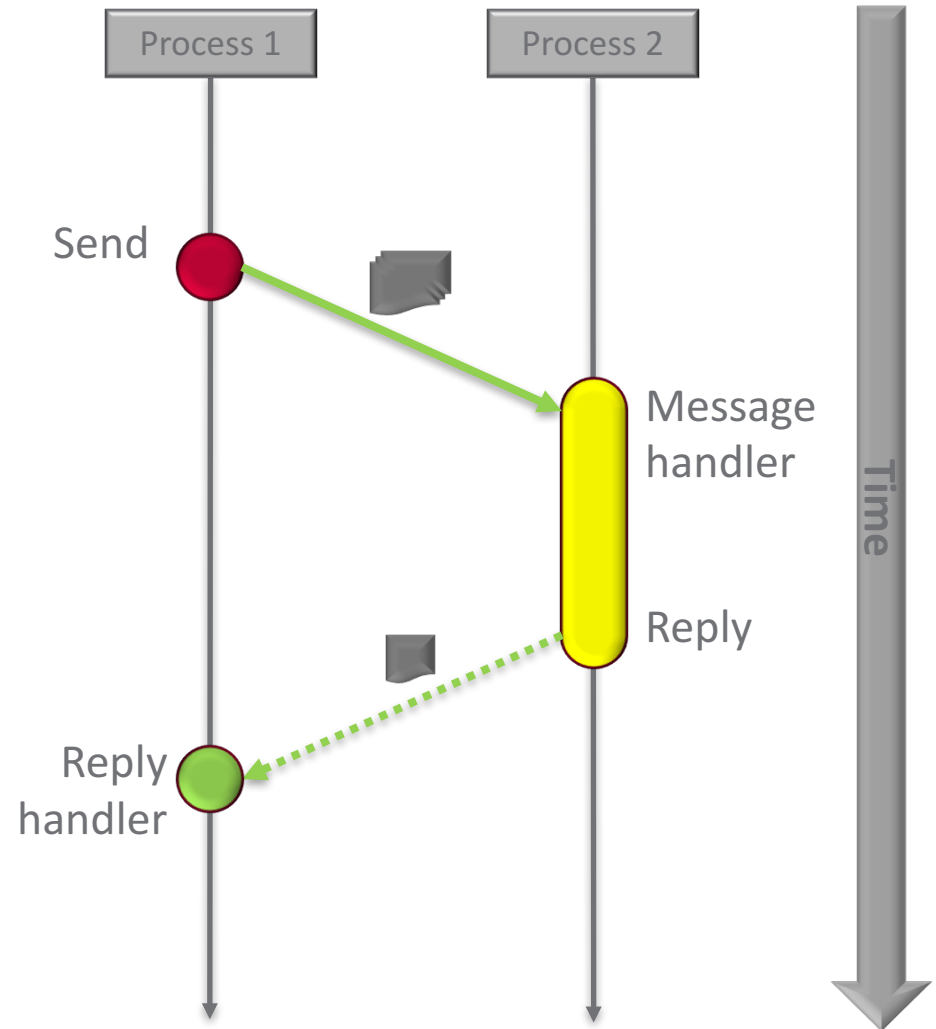 Process 1
Process 2
Send
Message
handler
Time
Reply
Reply
handler